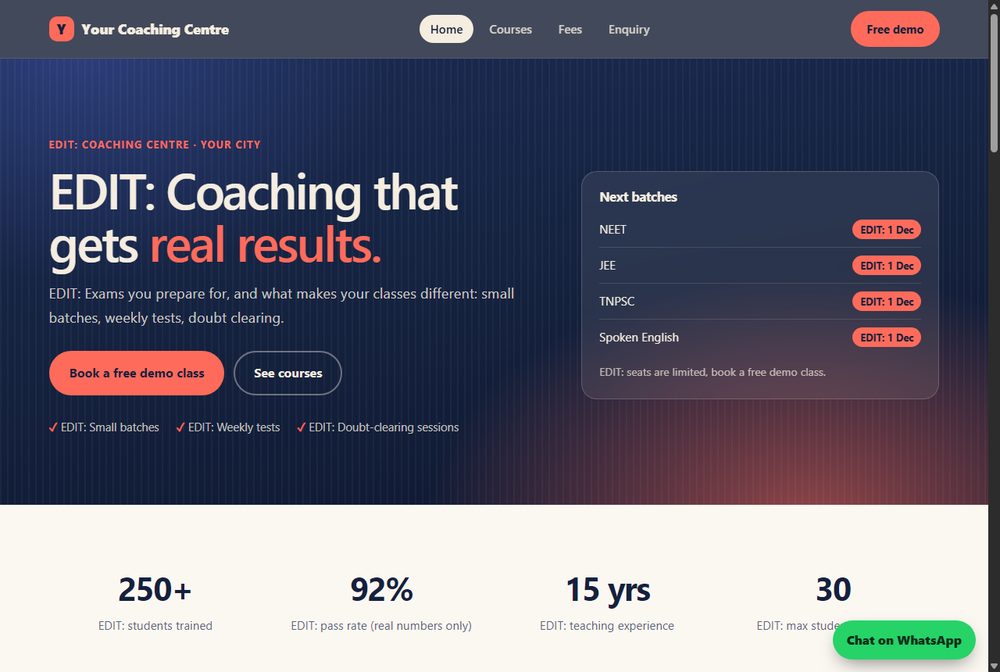 Y Your Coaching Centre
Home Courses Fees Enquiry
Free demo
EDIT: COACHING CENTRE · YOUR CITY
EDIT: Coaching that
gets real results.
EDIT: Exams you prepare for, and what makes your classes different: small
batches, weekly tests, doubt clearing.
Book a free demo class
See courses
✓ EDIT: Small batches ✓ EDIT: Weekly tests ✓ EDIT: Doubt-clearing sessions
Next batches
NEET EDIT: 1 Dec
JEE EDIT: 1 Dec
TNPSC EDIT: 1 Dec
Spoken English EDIT: 1 Dec
EDIT: seats are limited, book a free demo class.
250+
EDIT: students trained
92%
EDIT: pass rate (real numbers only)
15 yrs
EDIT: teaching experience
30
EDIT: max
Chat on WhatsApp